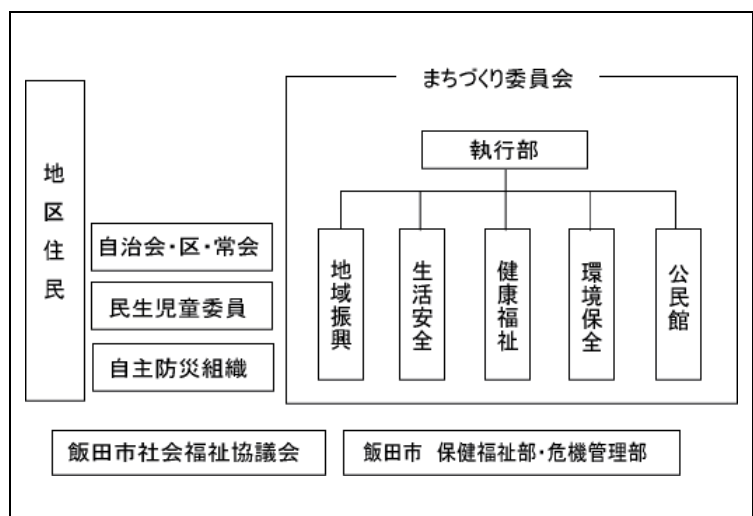 まちづくり委員会
執行部
地域振興
生活安全
健康福祉
環境保全
公民館
地区住民
自治会・区・常会
民生児童委員
自主防災組織
飯田市社会福祉協議会
飯田市 保健福祉部・危機管理部